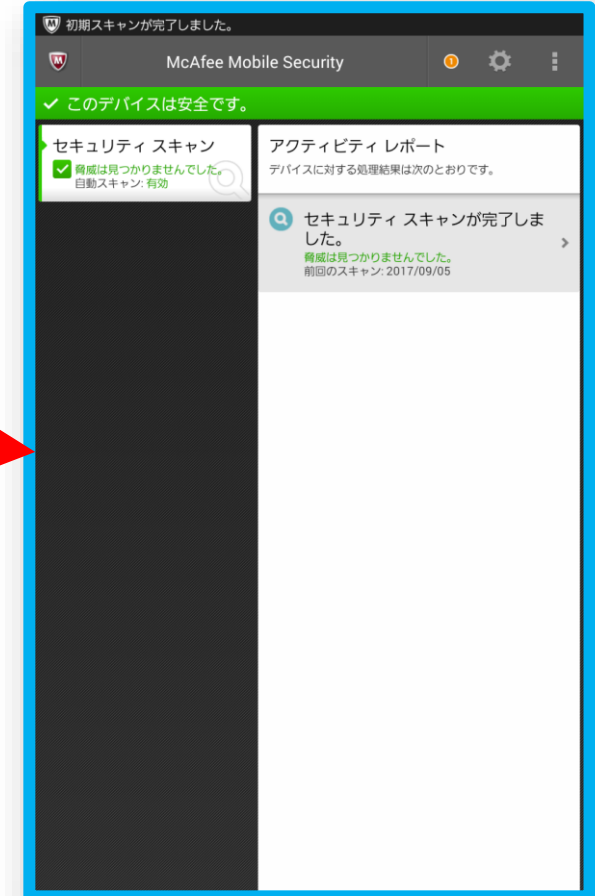 初期スキャンが完了しました。
McAfee Mobile Security
1
このデバイスは安全です。
セキュリティ スキャン
脅威は見つかりませんでした。
自動スキャン: 有効
アクティビティ レポート
デバイスに対する処理結果は次のとおりです。
セキュリティ スキャンが完了しま
した。
脅威は見つかりませんでした。
前回のスキャン: 2017/09/05